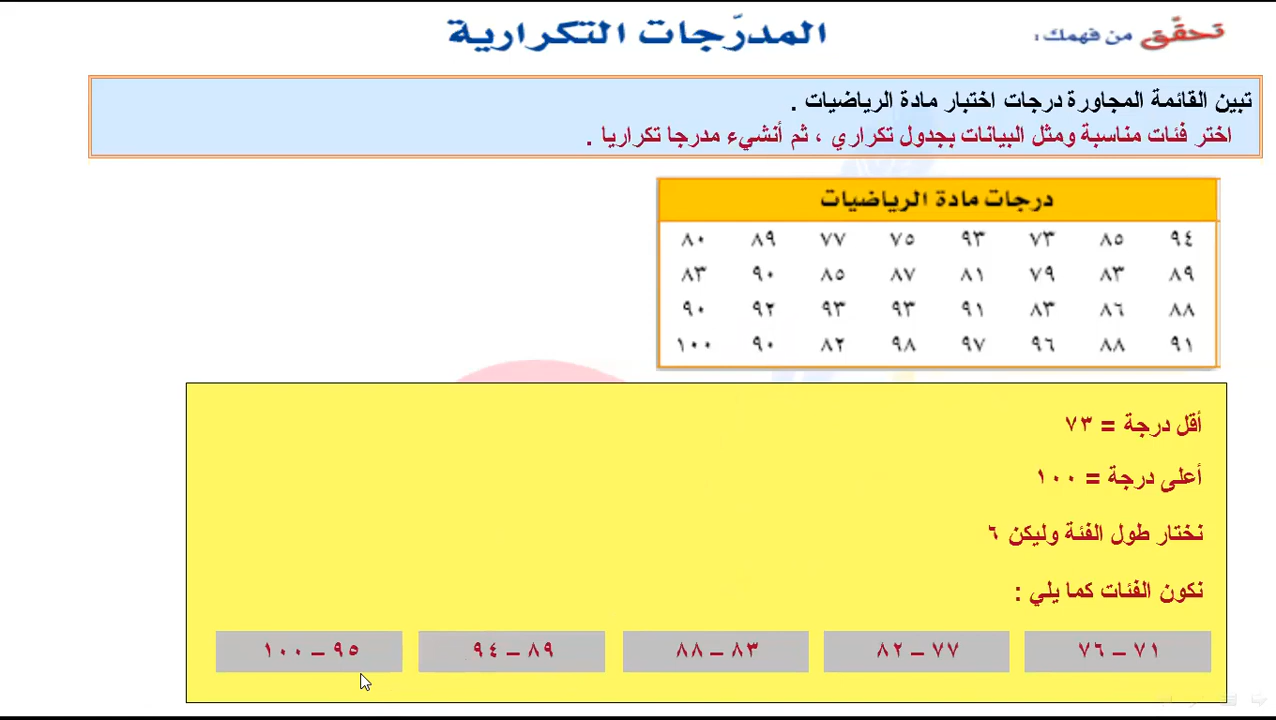 تحقّق من فهمك:
المدرّجات التكرارية
تبين القائمة المجاورة درجات اختبار مادة الرياضيات .
اختر فئات مناسبة ومثل البيانات بجدول تكراري ، ثم أنشيء مدرجا تكراريا .
درجات مادة الرياضيات
٩٤ ٨٥ ٧٣ ٩٣ ٧٥ ٧٧ ٨٩ ٨٠
٨٩ ٨٣ ٧٩ ٨١ ٨٧ ٨٥ ٩٠ ٨٣
٨٨ ٨٦ ٨٣ ٩١ ٩٣ ٩٣ ٩٢ ٩٠
٩١ ٨٨ ٩٦ ٩٧ ٩٨ ٨٢ ٩٠ ١٠٠
أقل درجة = ٧٣
أعلى درجة = ١٠٠
نختار طول الفئة وليكن ٦
نكون الفئات كما يلي :
٧١ – ٧٦ ٧٧ – ٨٢ ٨٣ – ٨٨ ٨٩ – ٩٤ ٩٥ – ١٠٠